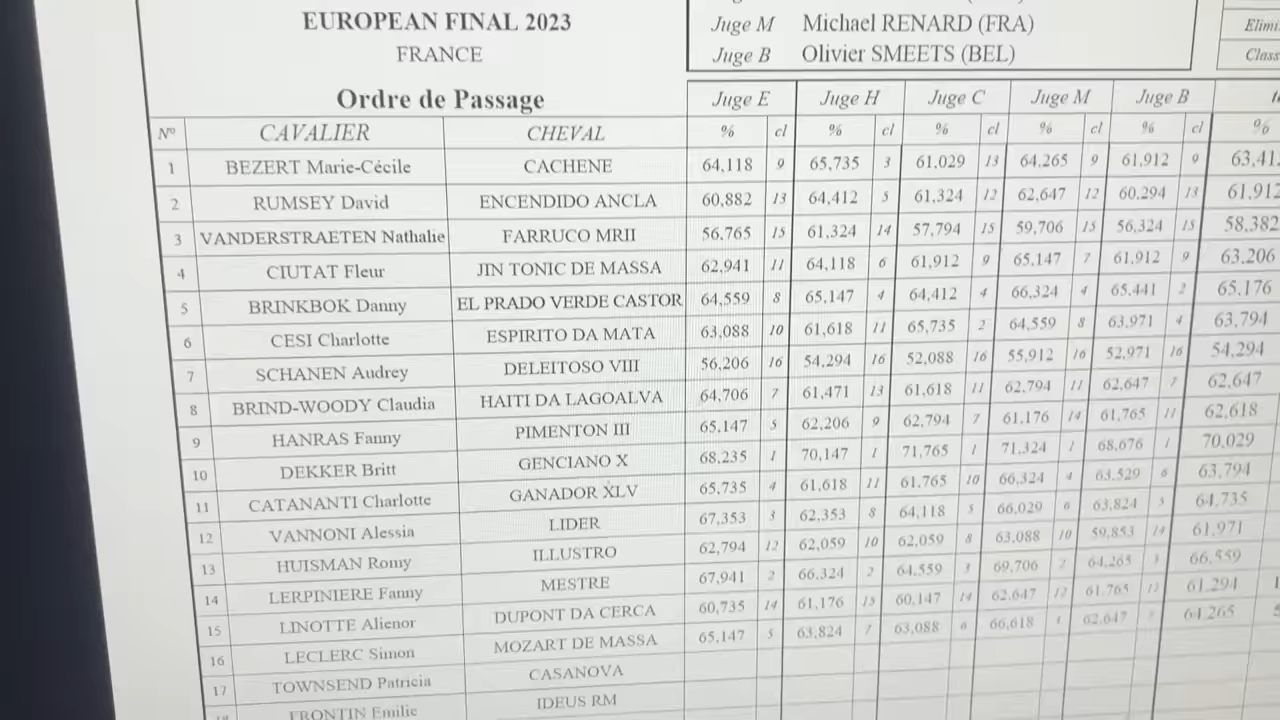 EUROPEAN FINAL 2023
FRANCE
Juge M Michael RENARD (FRA)
Juge B Olivier SMEETS (BEL)
Ordre de Passage
Juge E Juge H Juge C Juge M Juge B
N° CAVALIER CHEVAL % cl % cl % cl % cl % cl %
1 BEZERT Marie-Cécile CACHENE 64,118 9 65,735 3 61,029 13 64,265 9 61,912 9 63,41
2 RUMSEY David ENCENDIDO ANCLA 60,882 13 64,412 5 61,324 12 62,647 12 60,294 13 61,912
3 VANDERSTRAETEN Nathalie FARRUCO MRII 56,765 15 61,324 14 57,794 15 59,706 15 56,324 15 58,382
4 CIUTAT Fleur JIN TONIC DE MASSA 62,941 11 64,118 6 61,912 9 65,147 7 61,912 9 63,206
5 BRINKBOK Danny EL PRADO VERDE CASTOR 64,559 8 65,147 4 64,412 4 66,324 4 65,441 2 65,176
6 CESI Charlotte ESPIRITO DA MATA 63,088 10 61,618 11 65,735 2 64,559 8 63,971 4 63,794
7 SCHANEN Audrey DELEITOSO VIII 56,206 16 54,294 16 52,088 16 55,912 16 52,971 16 54,294
8 BRIND-WOODY Claudia HAITI DA LAGOALVA 64,706 7 61,471 13 61,618 11 62,794 11 62,647 7 62,647
9 HANRAS Fanny PIMENTON III 65,147 5 62,206 9 62,794 7 61,176 14 61,765 11 62,618
10 DEKKER Britt GENCIANO X 68,235 1 70,147 1 71,765 1 71,324 1 68,676 1 70,029
11 CATANANTI Charlotte GANADOR XLV 65,735 4 61,618 11 61,765 10 66,324 4 63,529 6 63,794
12 VANNONI Alessia LIDER 67,353 3 62,353 8 64,118 5 66,029 6 63,824 5 64,735
13 HUISMAN Romy ILLUSTRO 62,794 12 62,059 10 62,059 8 63,088 10 59,853 14 61,971
14 LERPINIERE Fanny MESTRE 67,941 2 66,324 2 64,559 3 69,706 2 64,265 3 66,559
15 LINOTTE Alienor DUPONT DA CERCA 60,735 14 61,176 15 60,147 14 62,647 12 61,765 11 61,294
16 LECLERC Simon MOZART DE MASSA 65,147 5 63,824 7 63,088 6 66,618 62,647 64,265
17 TOWNSEND Patricia CASANOVA
FRONTIN Emilie IDEUS RM